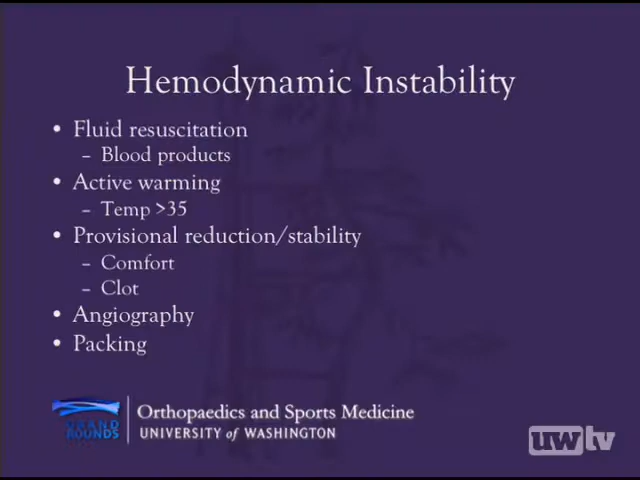 Hemodynamic Instability
• Fluid resuscitation
– Blood products
• Active warming
– Temp >35
• Provisional reduction/stability
– Comfort
– Clot
• Angiography
• Packing
GRAND ROUNDS
Orthopaedics and Sports Medicine
UNIVERSITY of WASHINGTON
uwtv